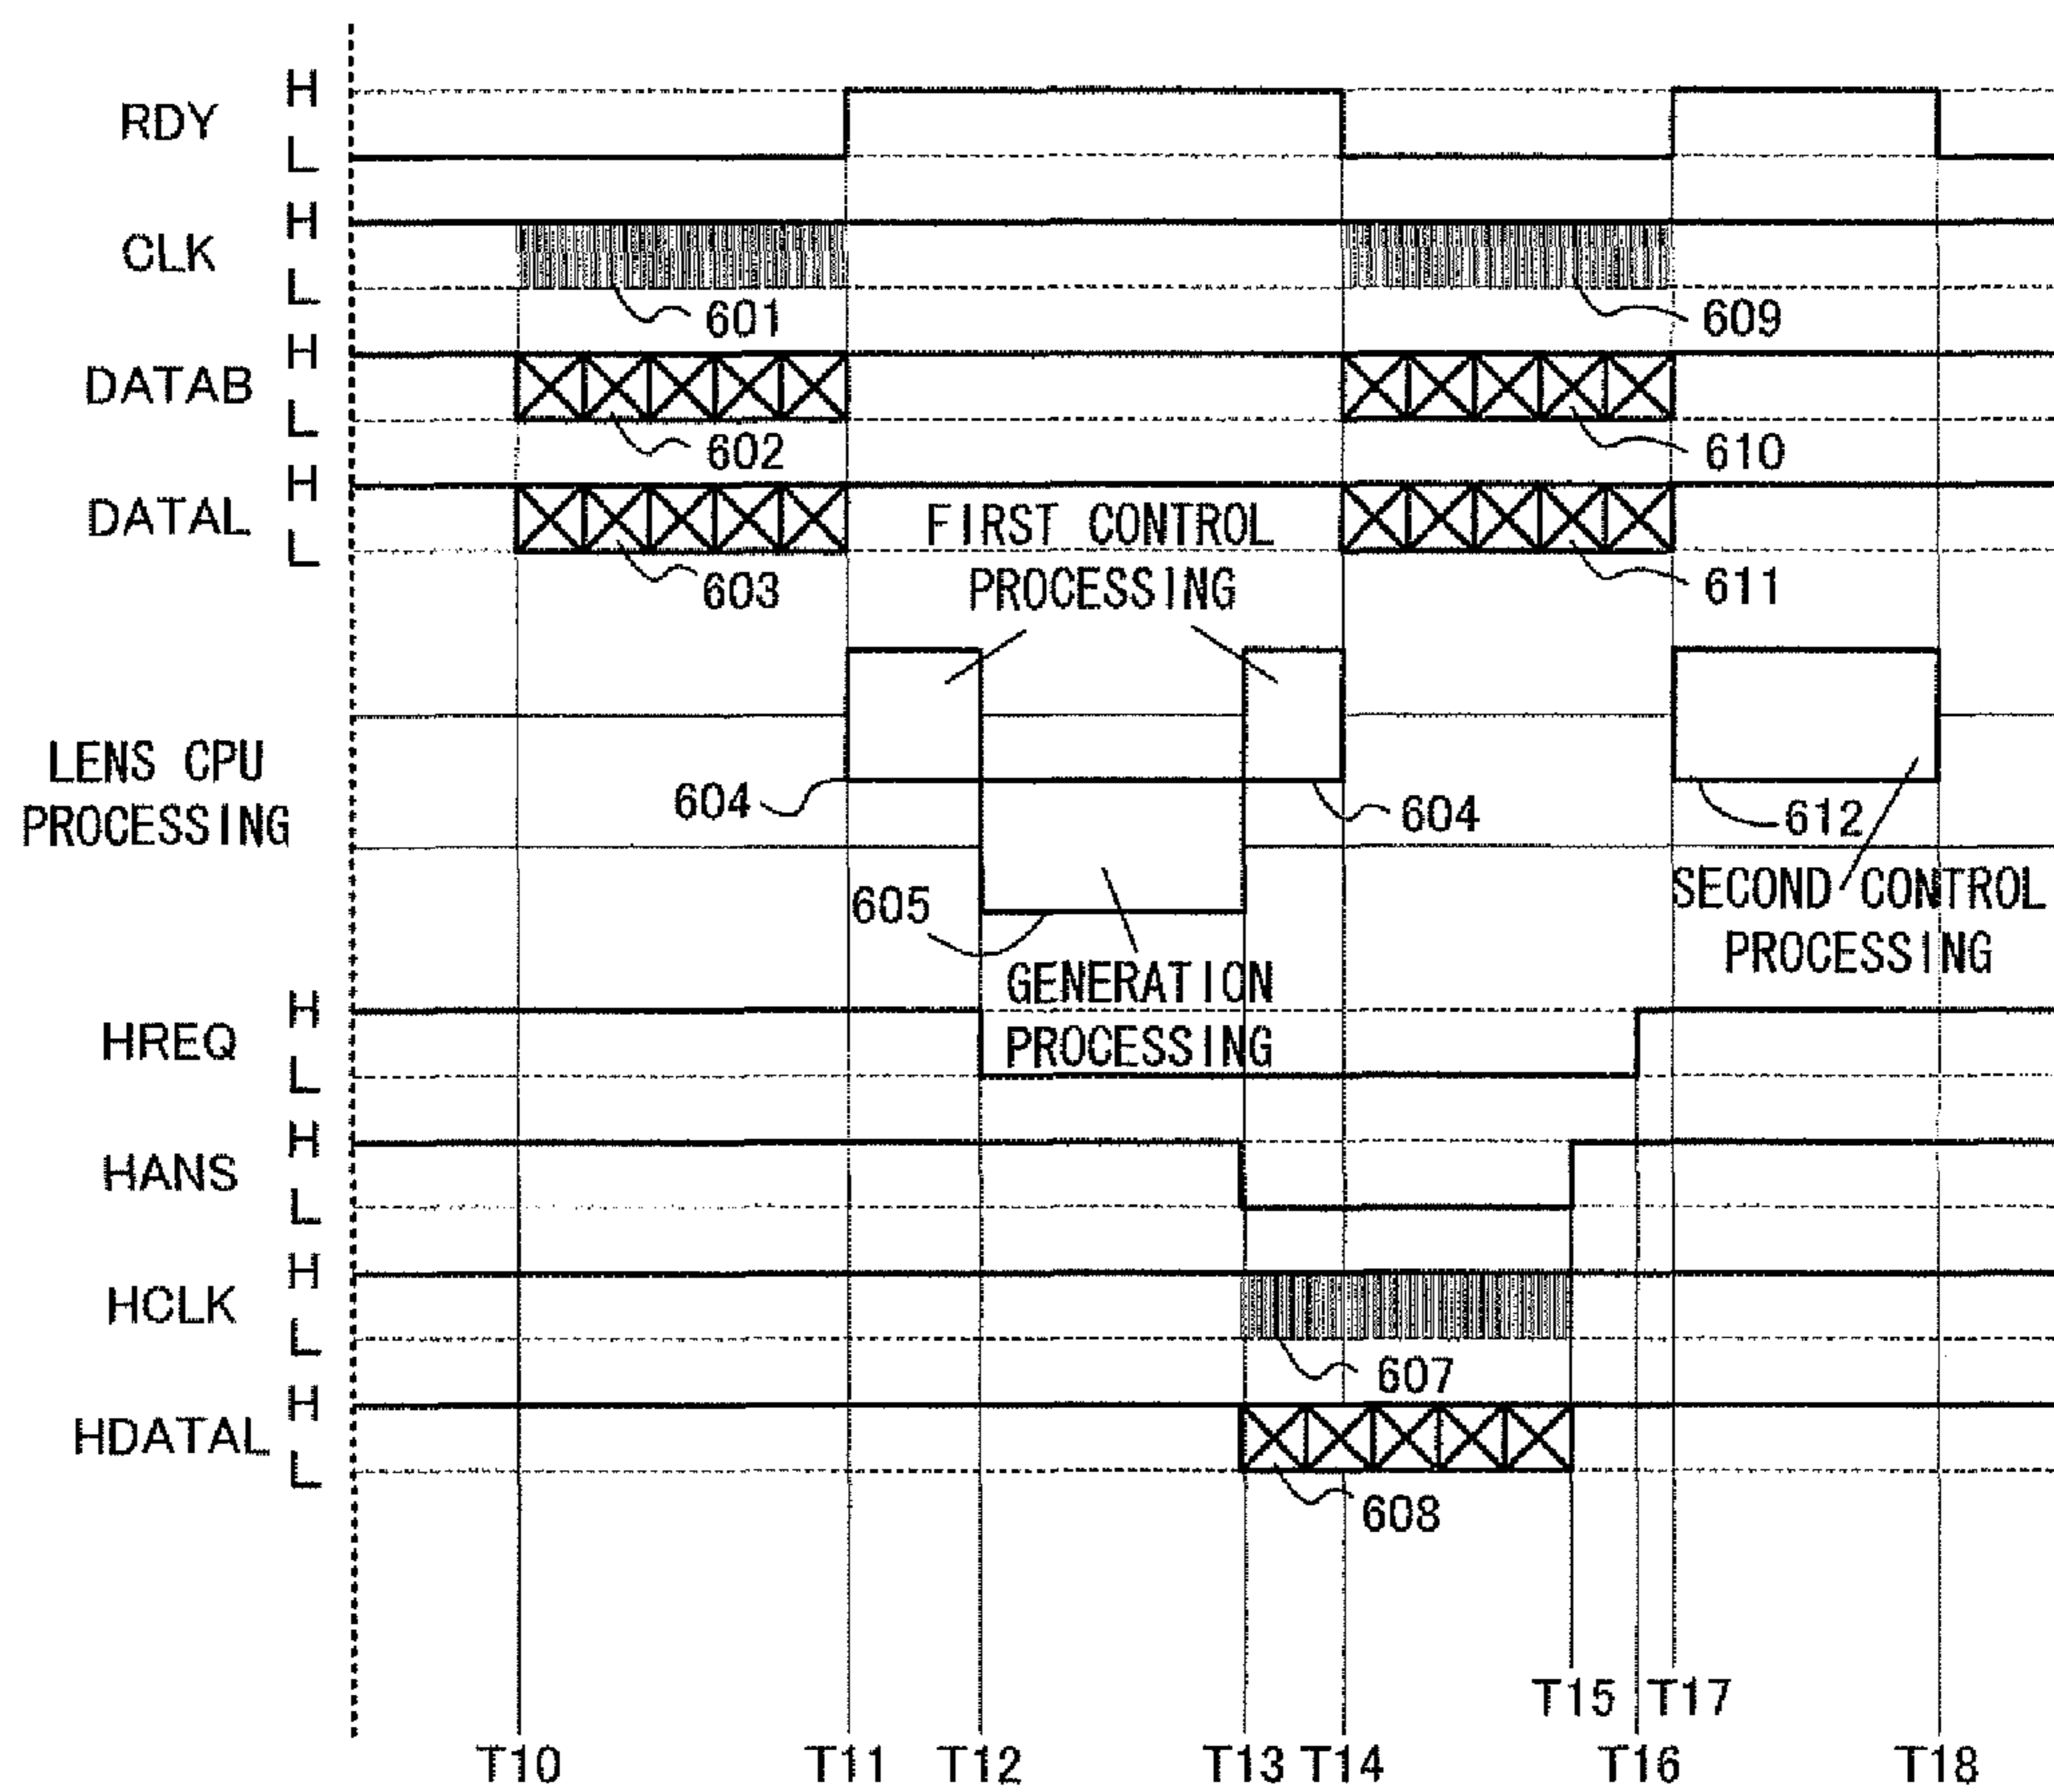 RDY H
L
CLK H
L
601
609
DATAB H
L
602
610
DATAL H
L
603
611
FIRST CONTROL
PROCESSING
LENS CPU
PROCESSING
604
604
612
605
SECOND CONTROL
PROCESSING
GENERATION
PROCESSING
HREQ H
L
HANS H
L
HCLK H
L
607
HDATAL H
L
608
T15 T17
T10 T11 T12 T13 T14 T16 T18